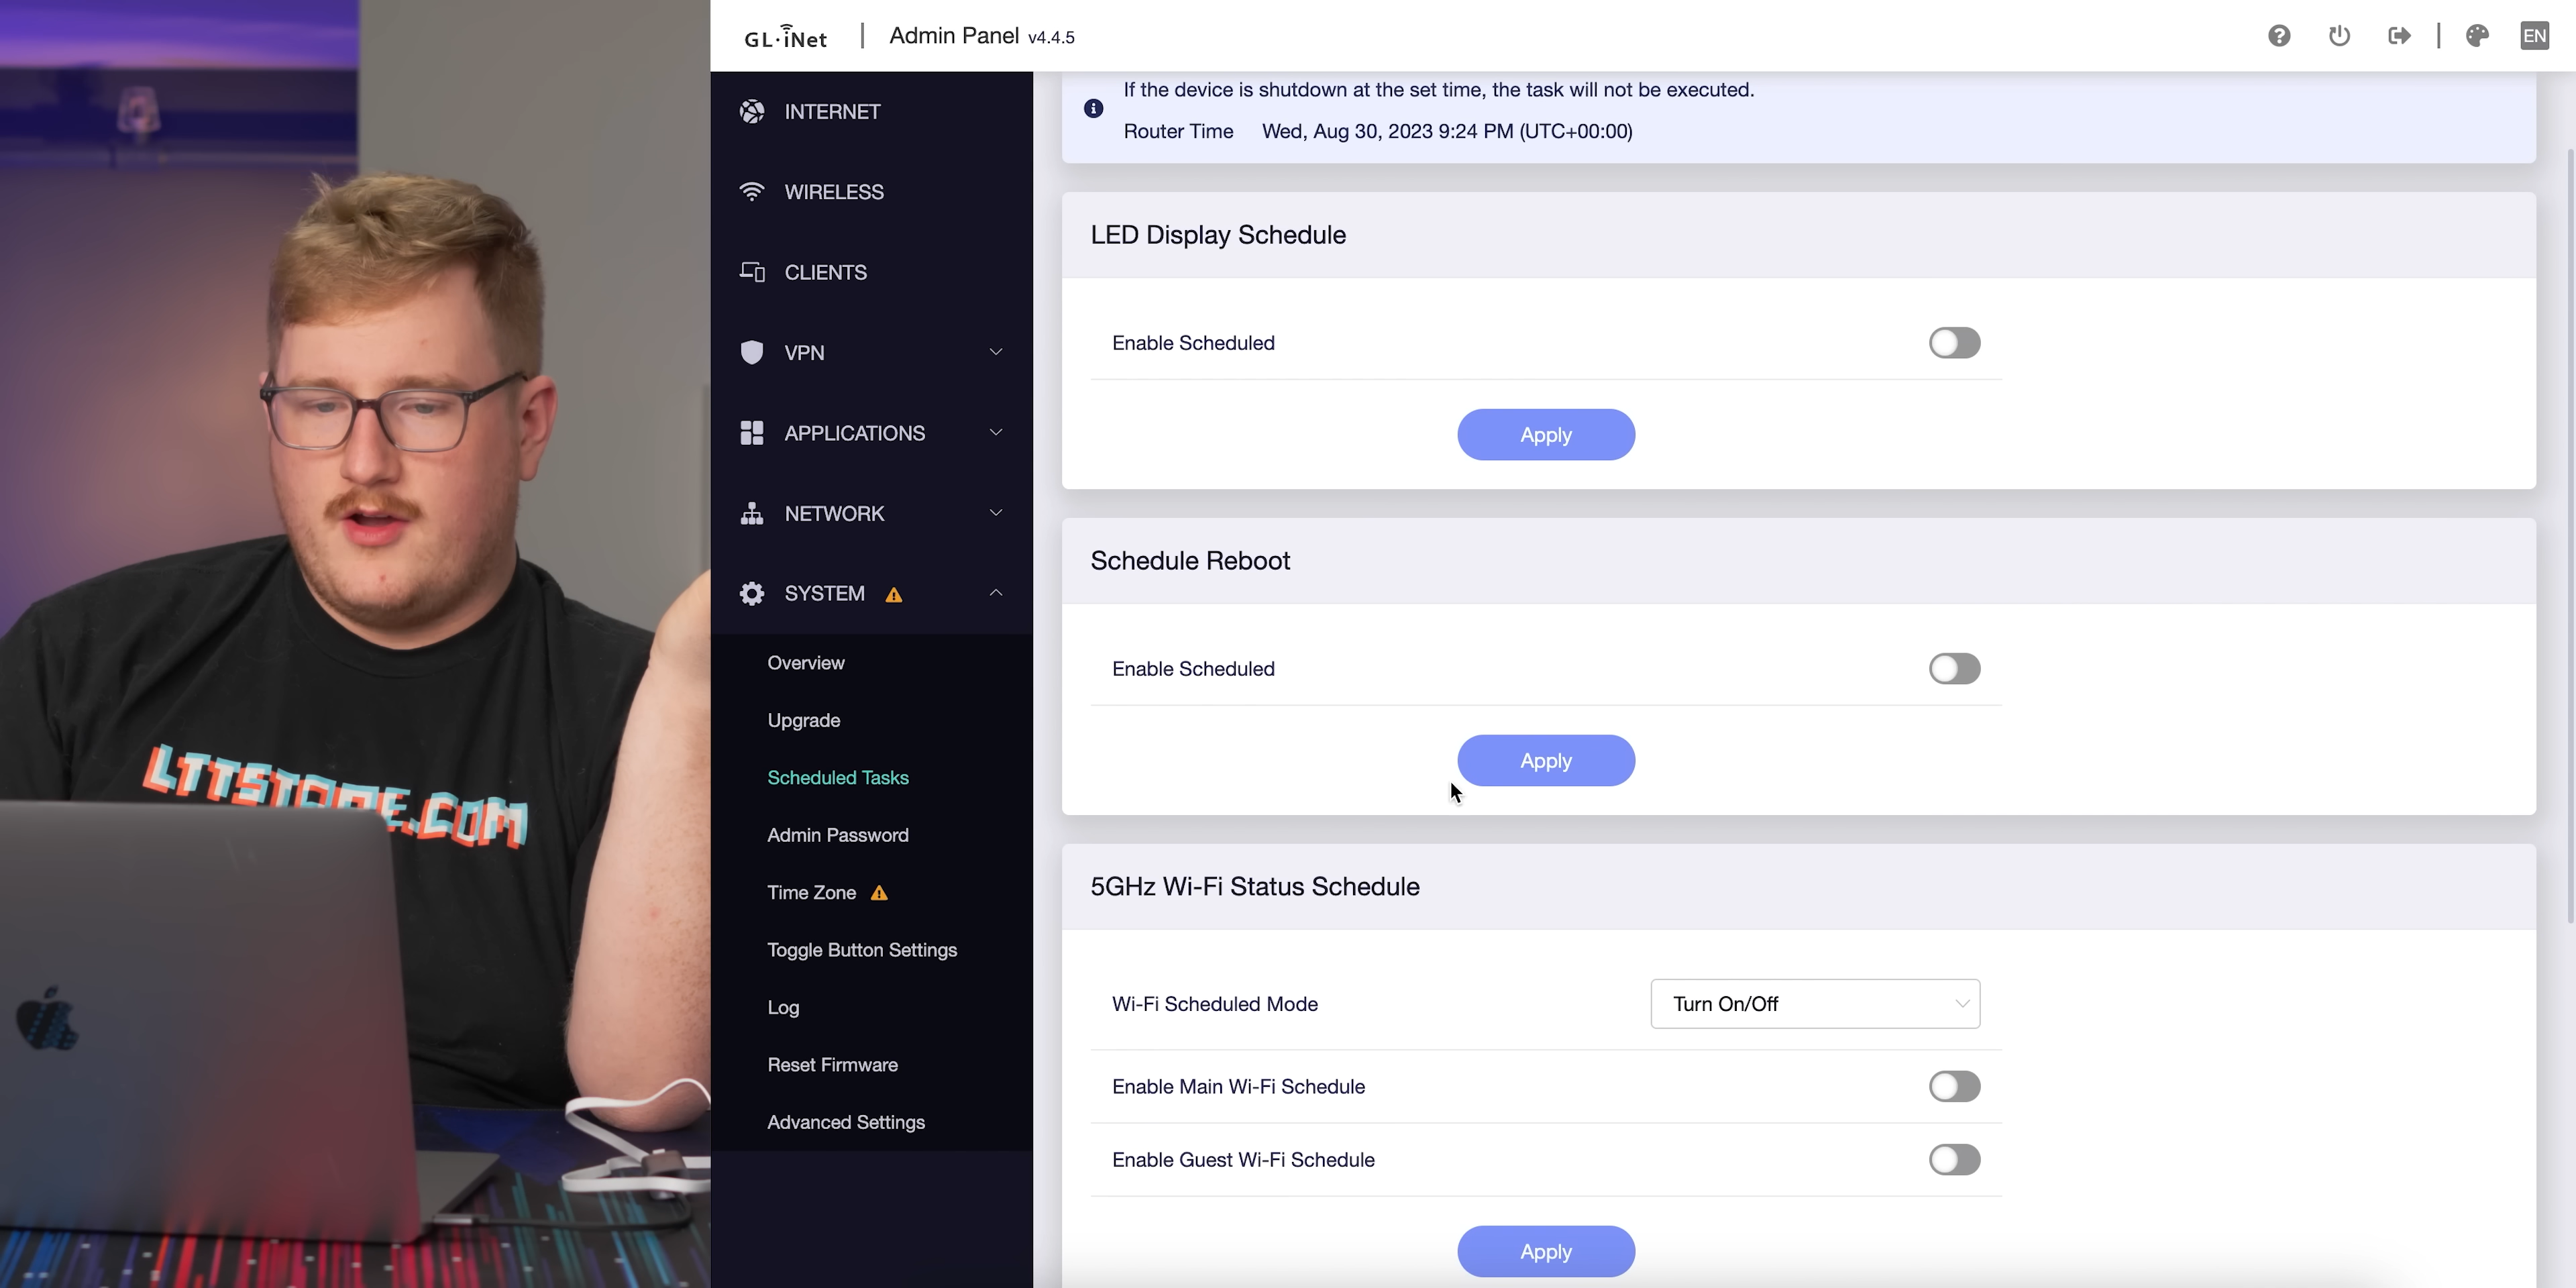 GL·iNet
Admin Panel v4.4.5
EN
INTERNET
WIRELESS
CLIENTS
VPN
APPLICATIONS
NETWORK
SYSTEM
Overview
Upgrade
Scheduled Tasks
Admin Password
Time Zone
Toggle Button Settings
Log
Reset Firmware
Advanced Settings
If the device is shutdown at the set time, the task will not be executed.
Router Time Wed, Aug 30, 2023 9:24 PM (UTC+00:00)
LED Display Schedule
Enable Scheduled
Apply
Schedule Reboot
Enable Scheduled
Apply
5GHz Wi-Fi Status Schedule
Wi-Fi Scheduled Mode Turn On/Off
Enable Main Wi-Fi Schedule
Enable Guest Wi-Fi Schedule
Apply
LTTSTORE.COM